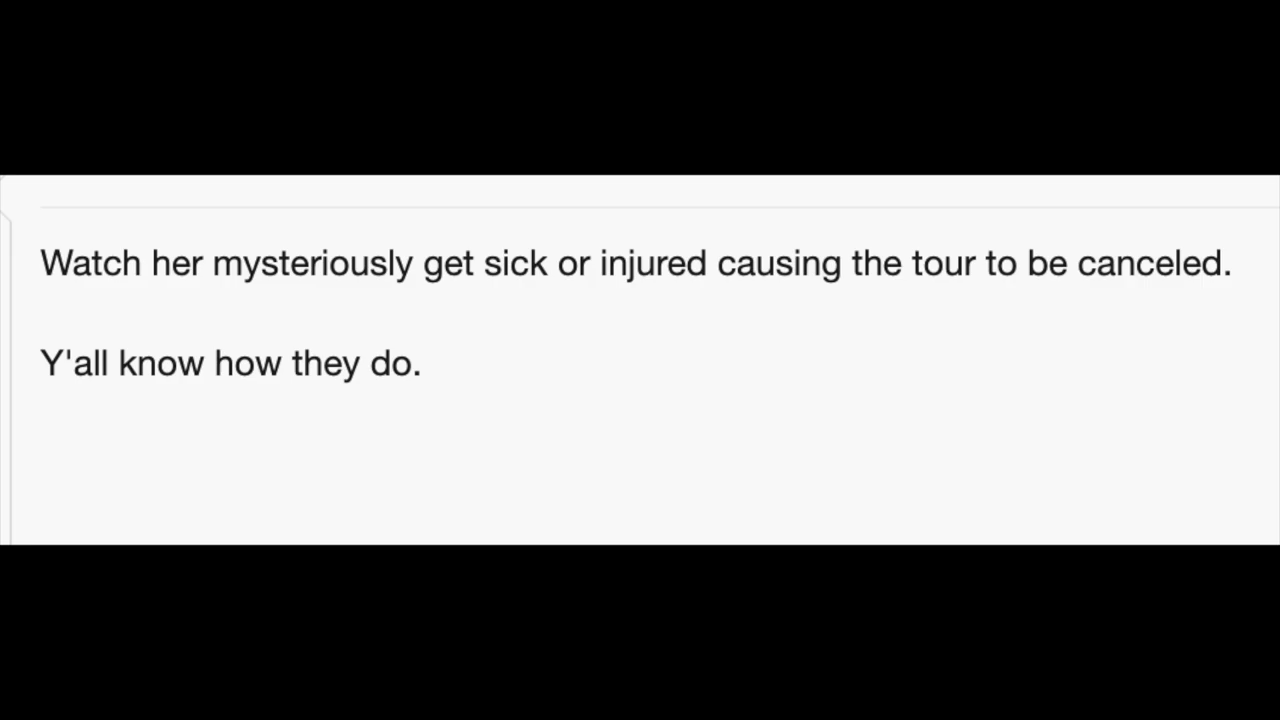 Watch her mysteriously get sick or injured causing the tour to be canceled.
Y'all know how they do.